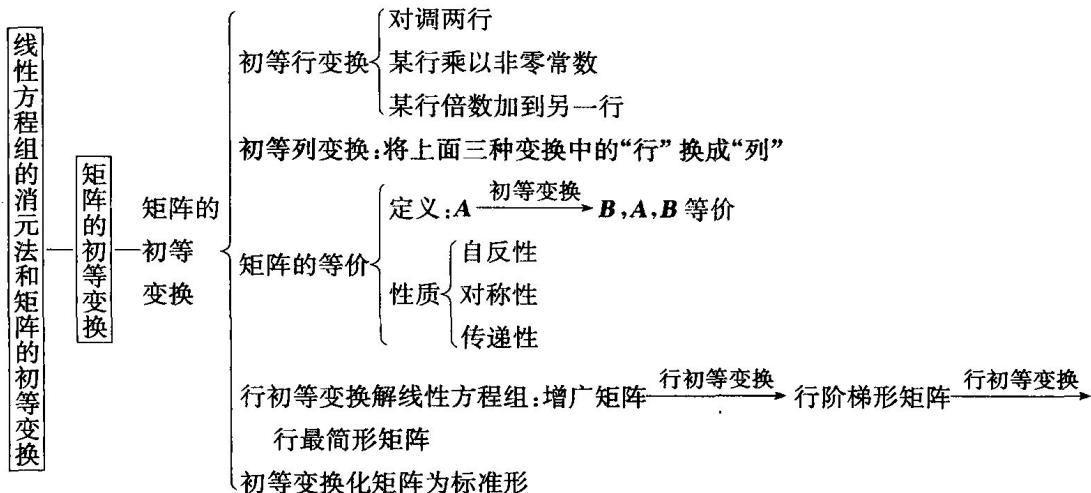 线性方程组的消元法和矩阵的初等变换
矩阵的初等变换
矩阵的
初等
变换
初等行变换
对调两行
某行乘以非零常数
某行倍数加到另一行
初等列变换:将上面三种变换中的“行”换成“列”
矩阵的等价
定义:A 初等变换 B,A,B 等价
性质
自反性
对称性
传递性
行初等变换解线性方程组:增广矩阵 行初等变换 行阶梯形矩阵 行初等变换
行最简形矩阵
初等变换化矩阵为标准形